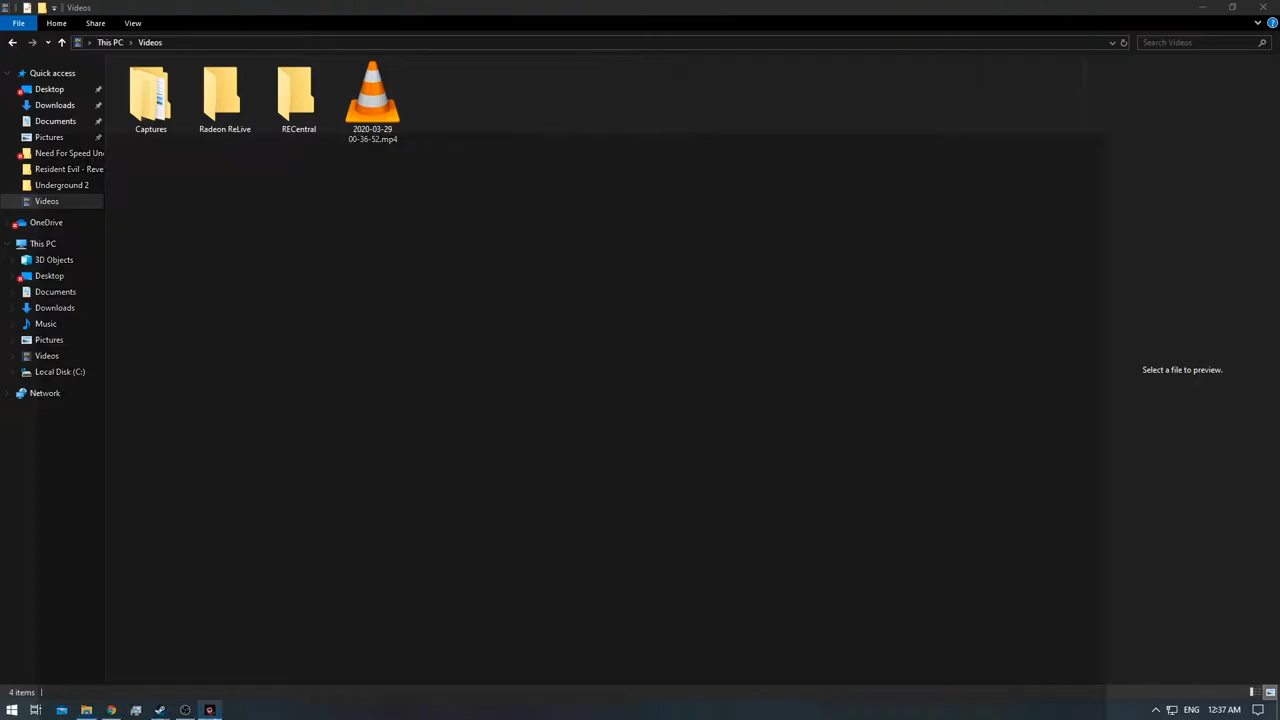 Videos
File
Home
Share
View
This PC
Videos
Search Videos
Quick access
Desktop
Downloads
Documents
Pictures
Need For Speed Un
Resident Evil - Reve
Underground 2
Videos
OneDrive
This PC
3D Objects
Desktop
Documents
Downloads
Music
Pictures
Videos
Local Disk (C:)
Network
Captures
Radeon ReLive
RECentral
2020-03-29
00-36-52.mp4
Select a file to preview.
4 items
ENG
12:37 AM